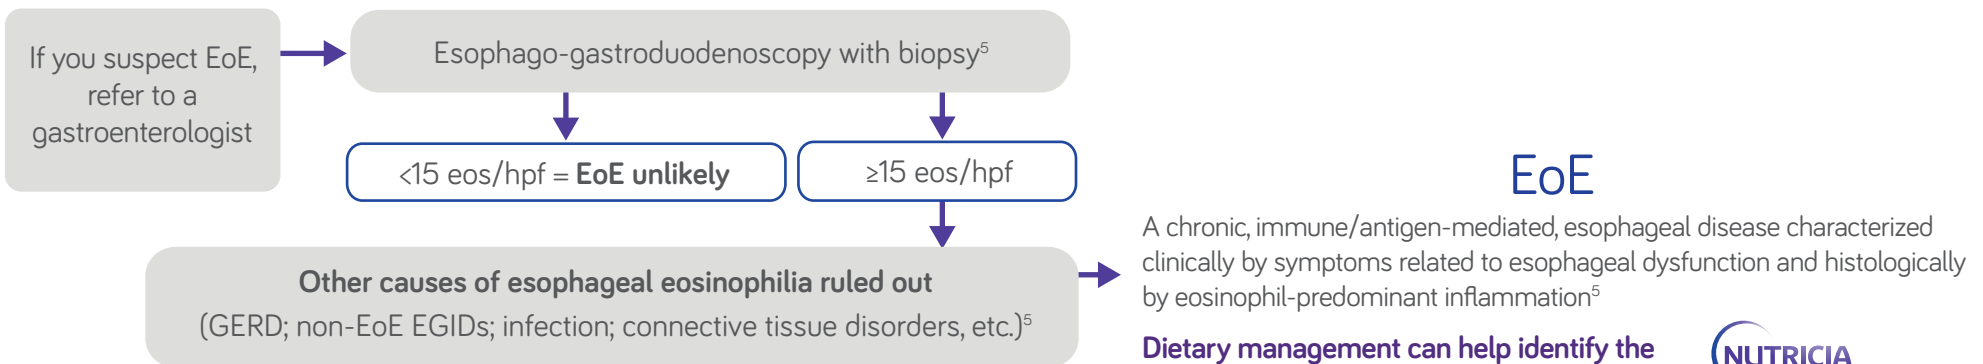 If you suspect EoE,
refer to a
gastroenterologist
Esophago-gastroduodenoscopy with biopsy⁵
<15 eos/hpf = EoE unlikely
≥15 eos/hpf
Other causes of esophageal eosinophilia ruled out
(GERD; non-EoE EGIDs; infection; connective tissue disorders, etc.)⁵
EoE
A chronic, immune/antigen-mediated, esophageal disease characterized
clinically by symptoms related to esophageal dysfunction and histologically
by eosinophil-predominant inflammation⁵
Dietary management can help identify the
NUTRICIA